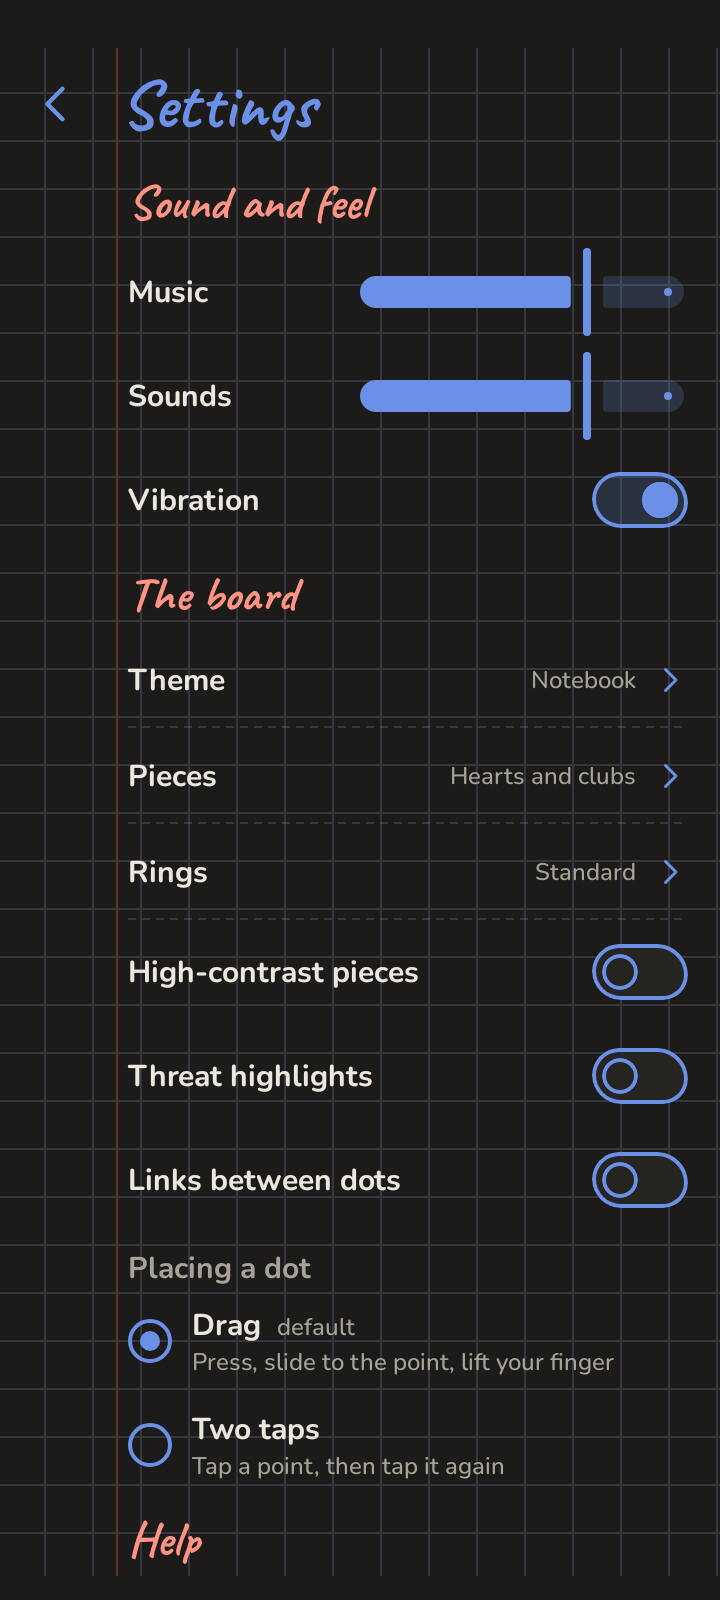 Settings
Sound and feel
Music
Sounds
Vibration
The board
Theme Notebook
Pieces Hearts and clubs
Rings Standard
High-contrast pieces
Threat highlights
Links between dots
Placing a dot
Drag default
Press, slide to the point, lift your finger
Two taps
Tap a point, then tap it again
Help